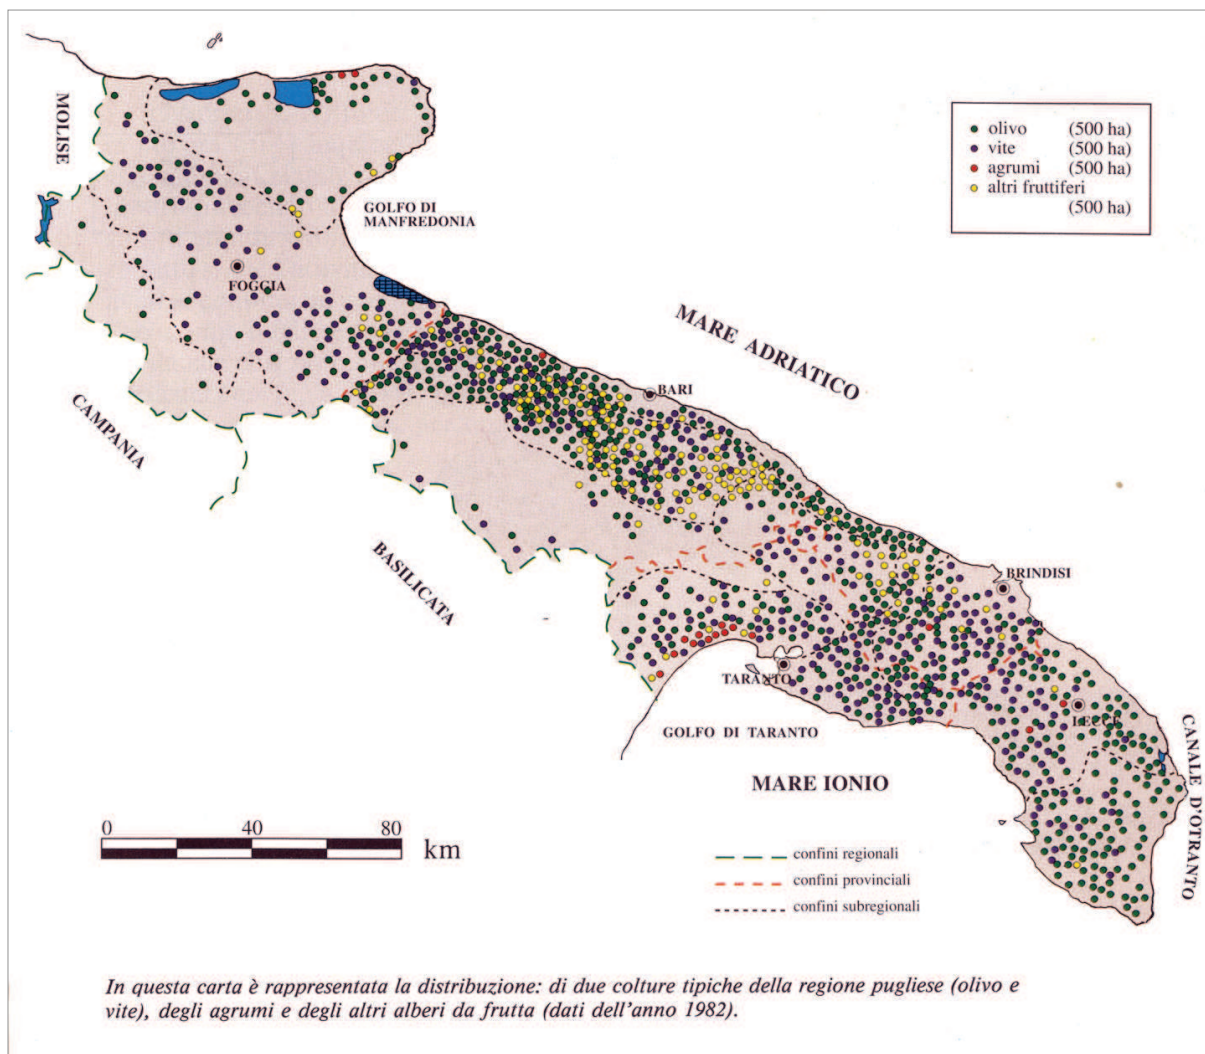 MOLISE
olivo (500 ha)
vite (500 ha)
agrumi (500 ha)
altri fruttiferi
(500 ha)
GOLFO DI
MANFREDONIA
FOGGIA
MARE ADRIATICO
CAMPANIA
BARI
BASILICATA
BRINDISI
TARANTO
LECCE
GOLFO DI TARANTO
CANALE D'OTRANTO
MARE IONIO
0 40 80
km
confini regionali
confini provinciali
confini subregionali
In questa carta è rappresentata la distribuzione: di due colture tipiche della regione pugliese (olivo e
vite), degli agrumi e degli altri alberi da frutta (dati dell'anno 1982).